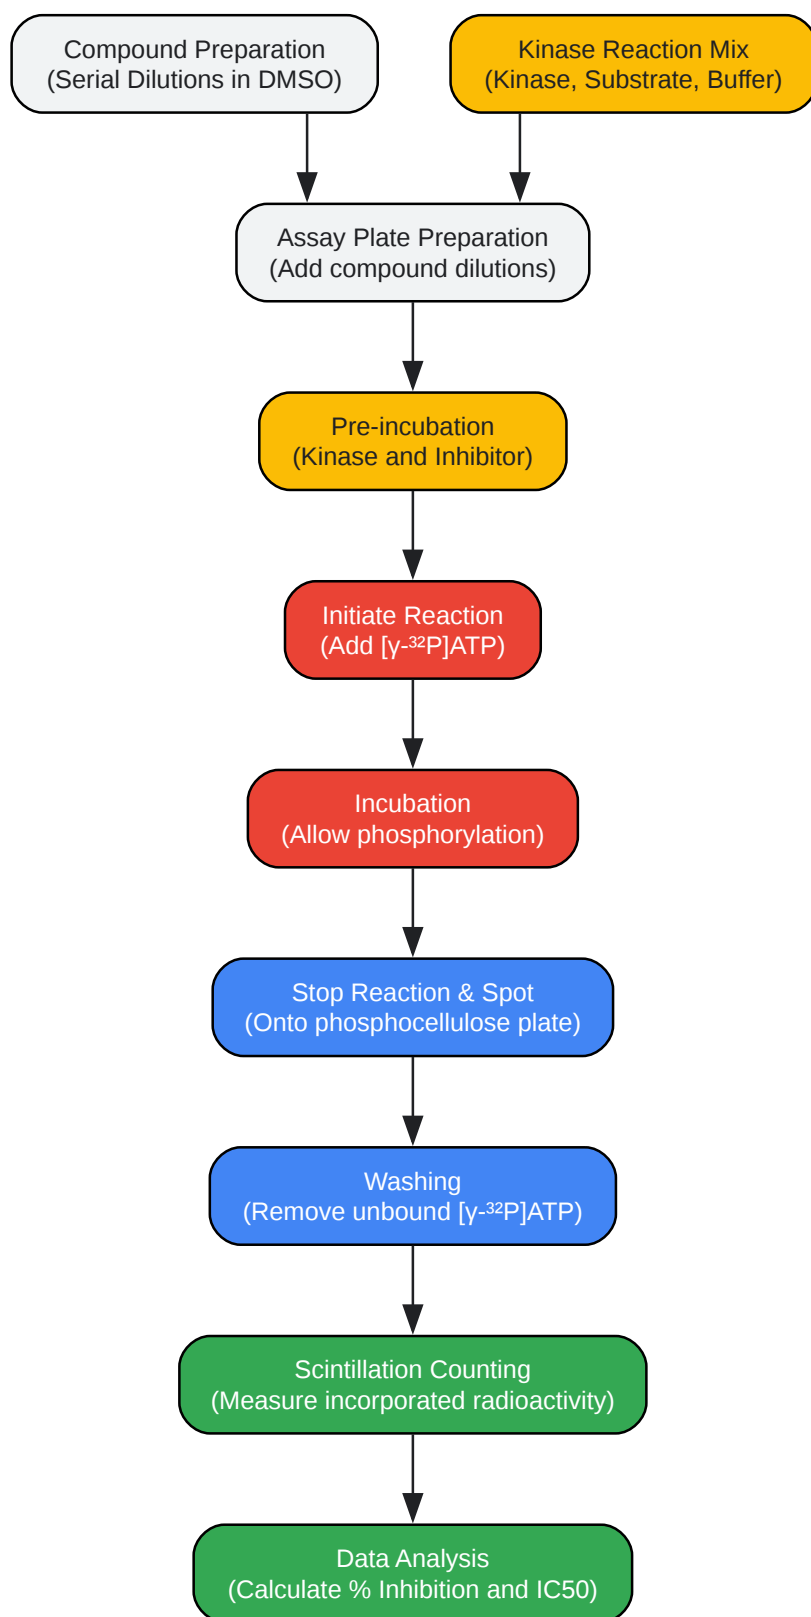 Compound Preparation
(Serial Dilutions in DMSO)
Kinase Reaction Mix
(Kinase, Substrate, Buffer)
Assay Plate Preparation
(Add compound dilutions)
Pre-incubation
(Kinase and Inhibitor)
Initiate Reaction
(Add [γ-³²P]ATP)
Incubation
(Allow phosphorylation)
Stop Reaction & Spot
(Onto phosphocellulose plate)
Washing
(Remove unbound [γ-³²P]ATP)
Scintillation Counting
(Measure incorporated radioactivity)
Data Analysis
(Calculate % Inhibition and IC50)